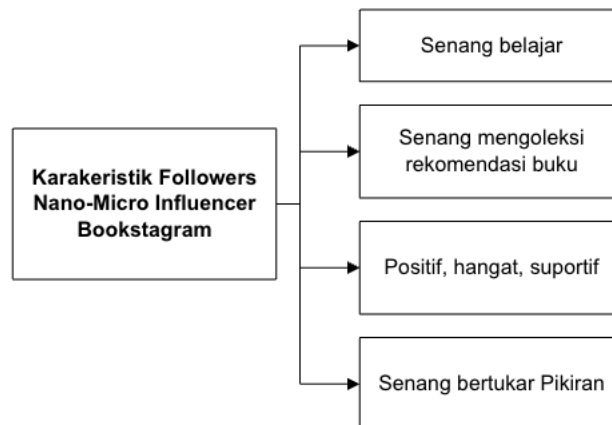 Senang belajar
Senang mengoleksi
rekomendasi buku
Karakeristik Followers
Nano-Micro Influencer
Bookstagram
Positif, hangat, suportif
Senang bertukar Pikiran